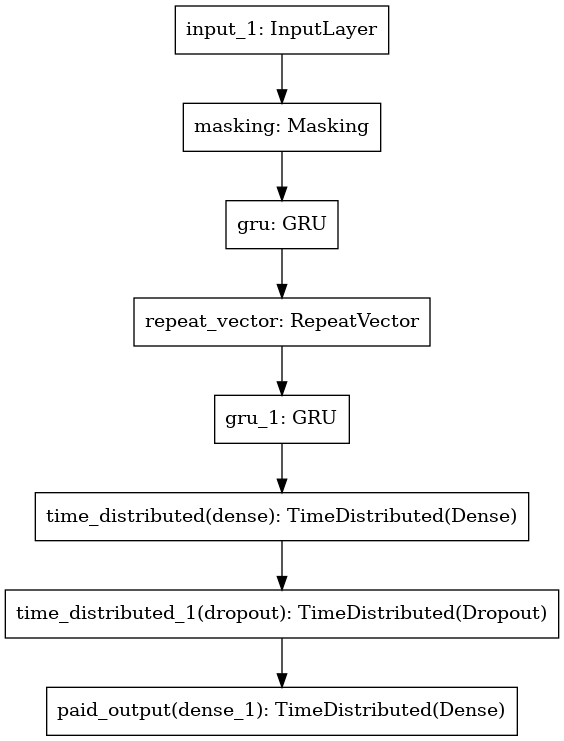 input_1: InputLayer
masking: Masking
gru: GRU
repeat_vector: RepeatVector
gru_1: GRU
time_distributed(dense): TimeDistributed(Dense)
time_distributed_1(dropout): TimeDistributed(Dropout)
paid_output(dense_1): TimeDistributed(Dense)